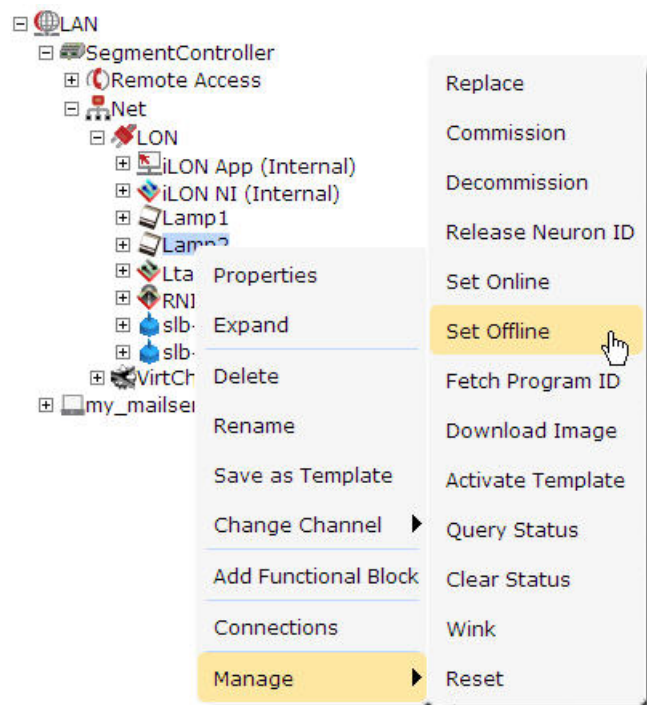 LAN
SegmentController
Remote Access
Net
LON
iLON App (Internal)
iLON NI (Internal)
Lamp1
Lamp2
Lta
RNI
slb-
slb-
VirtCh
my_mailser
Properties
Expand
Delete
Rename
Save as Template
Change Channel
Add Functional Block
Connections
Manage
Replace
Commission
Decommission
Release Neuron ID
Set Online
Set Offline
Fetch Program ID
Download Image
Activate Template
Query Status
Clear Status
Wink
Reset